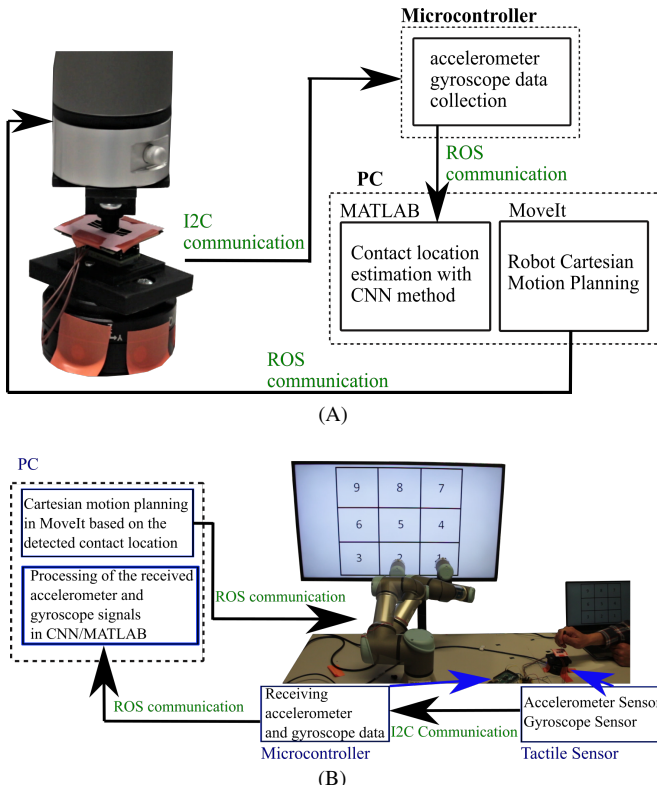 Microcontroller
accelerometer
gyroscope data
collection
ROS
communication
PC
MATLAB
MoveIt
I2C
communication
Contact location
estimation with
CNN method
Robot Cartesian
Motion Planning
ROS
communication
(A)
PC
Cartesian motion planning
in MoveIt based on the
detected contact location
Processing of the received
accelerometer and
gyroscope signals
in CNN/MATLAB
ROS communication
9 8 7
6 5 4
3 2 1
ROS communication
Receiving
accelerometer
and gyroscope data
Microcontroller
I2C Communication
Accelerometer Sensor
Gyroscope Sensor
Tactile Sensor
(B)